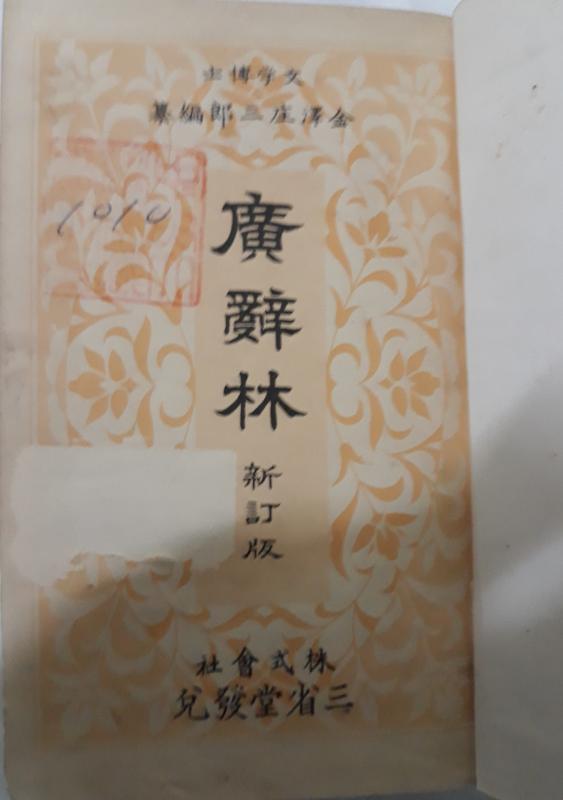 文学博士
金澤庄三郎編纂
1010
廣辭林
新訂版
株式會社
三省堂發兌